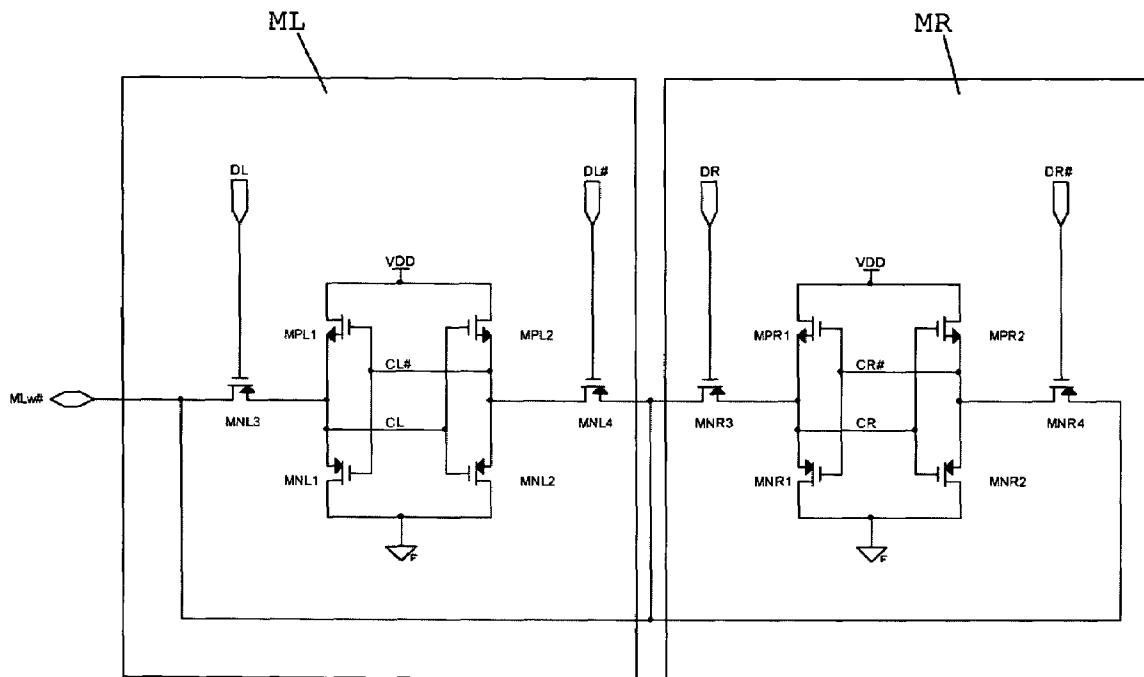 ML MR
DL DL# DR DR#
VDD VDD
MPL1 MPL2 MPR1 MPR2
CL# CR#
MLw#
MNL3 CL MNL4 MNR3 CR MNR4
MNL1 MNL2 MNR1 MNR2